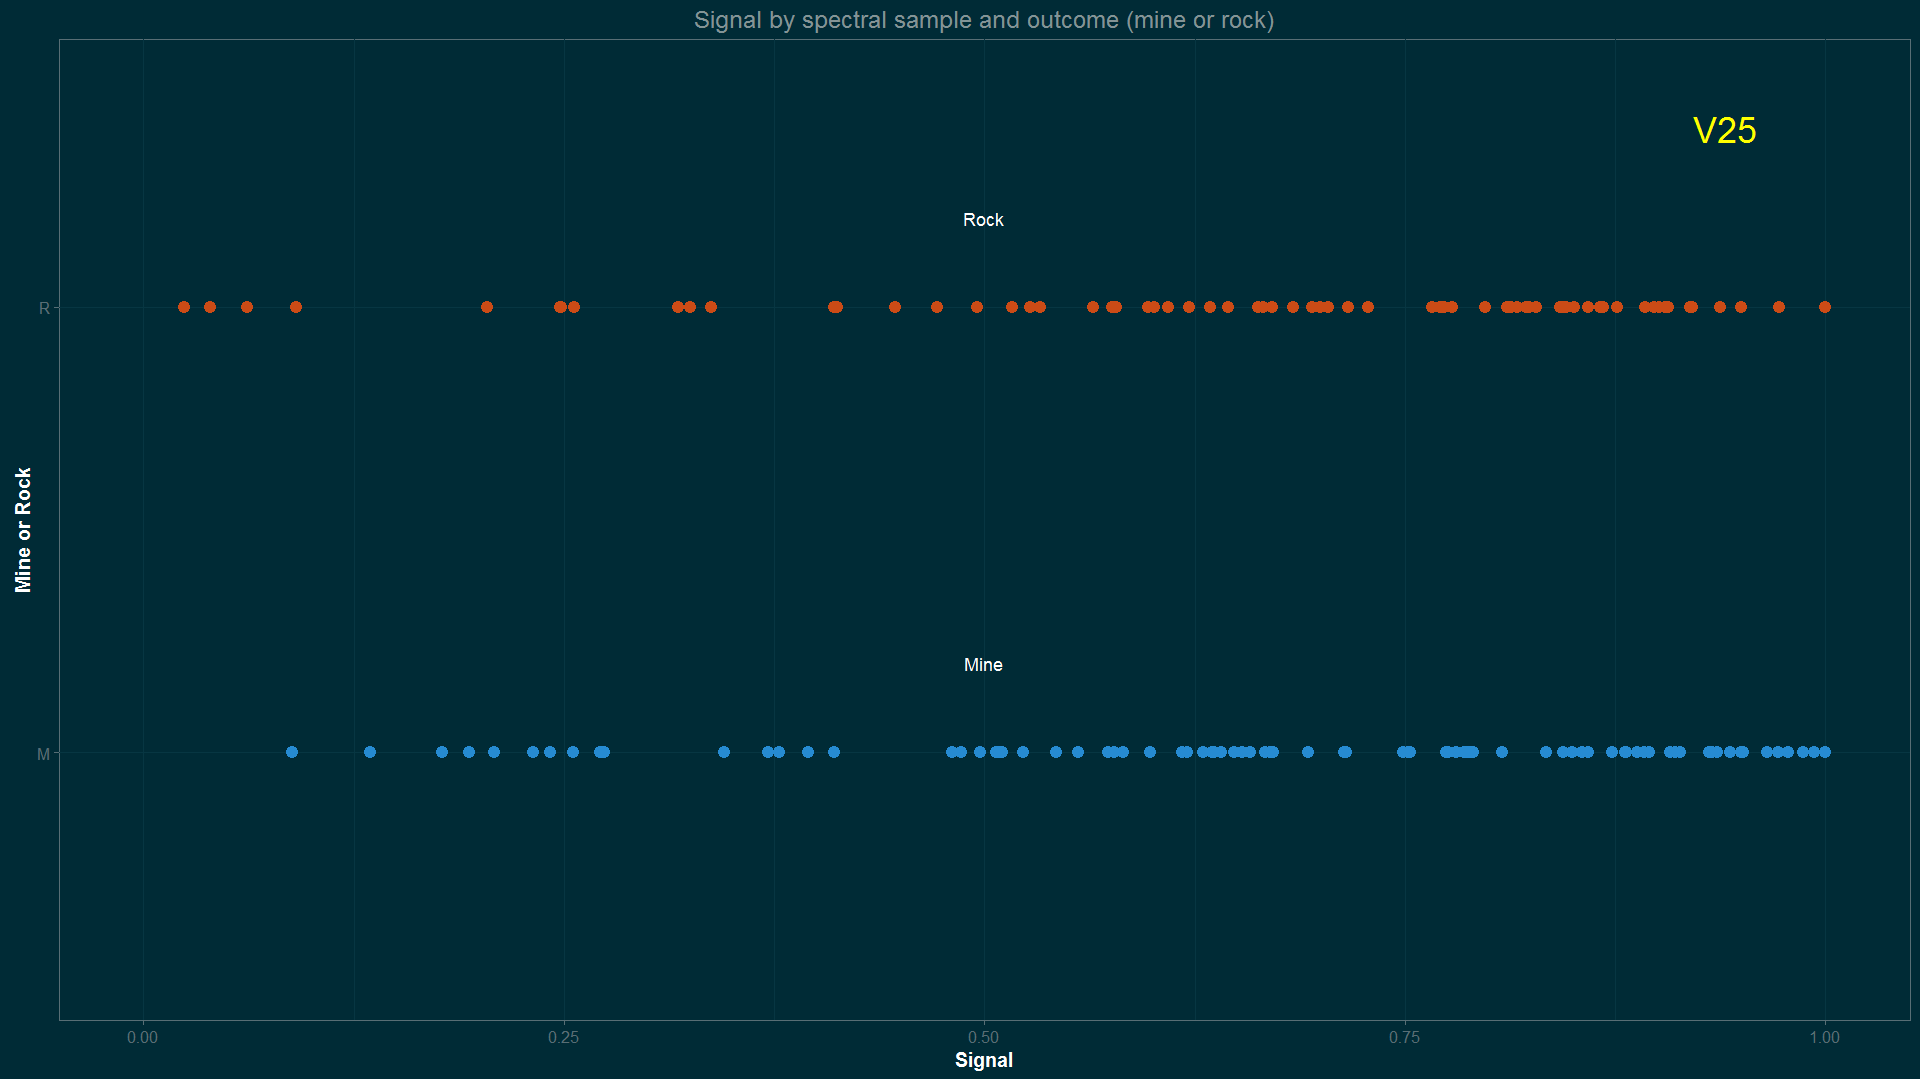 Signal by spectral sample and outcome (mine or rock)
V25
Rock
R
Mine or Rock
Mine
M
0.00 0.25 0.50 0.75 1.00
Signal